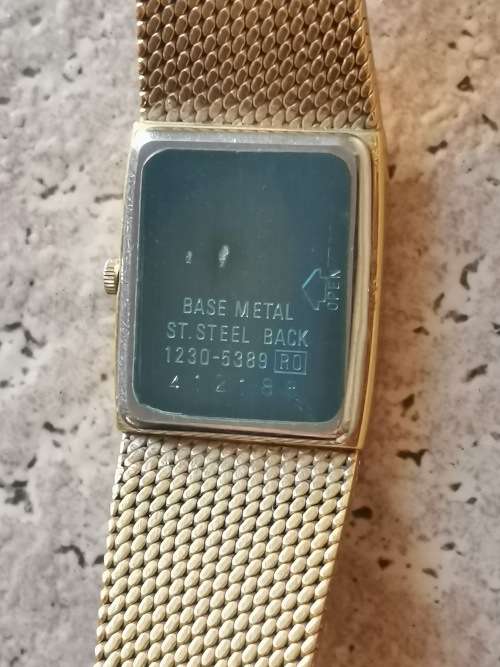 OPEN
BASE METAL
ST.STEEL BACK
1230-5389 RO